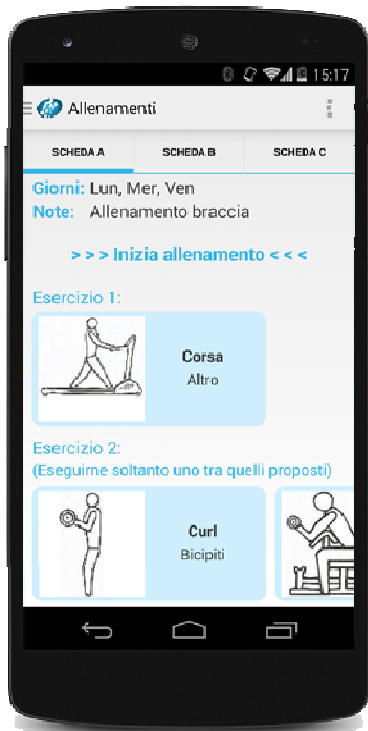 15:17
Allenamenti
SCHEDA A SCHEDA B SCHEDA C
Giorni: Lun, Mer, Ven
Note: Allenamento braccia
> > > Inizia allenamento < < <
Esercizio 1:
Corsa
Altro
Esercizio 2:
(Eseguirne soltanto uno tra quelli proposti)
Curl
Bicipiti